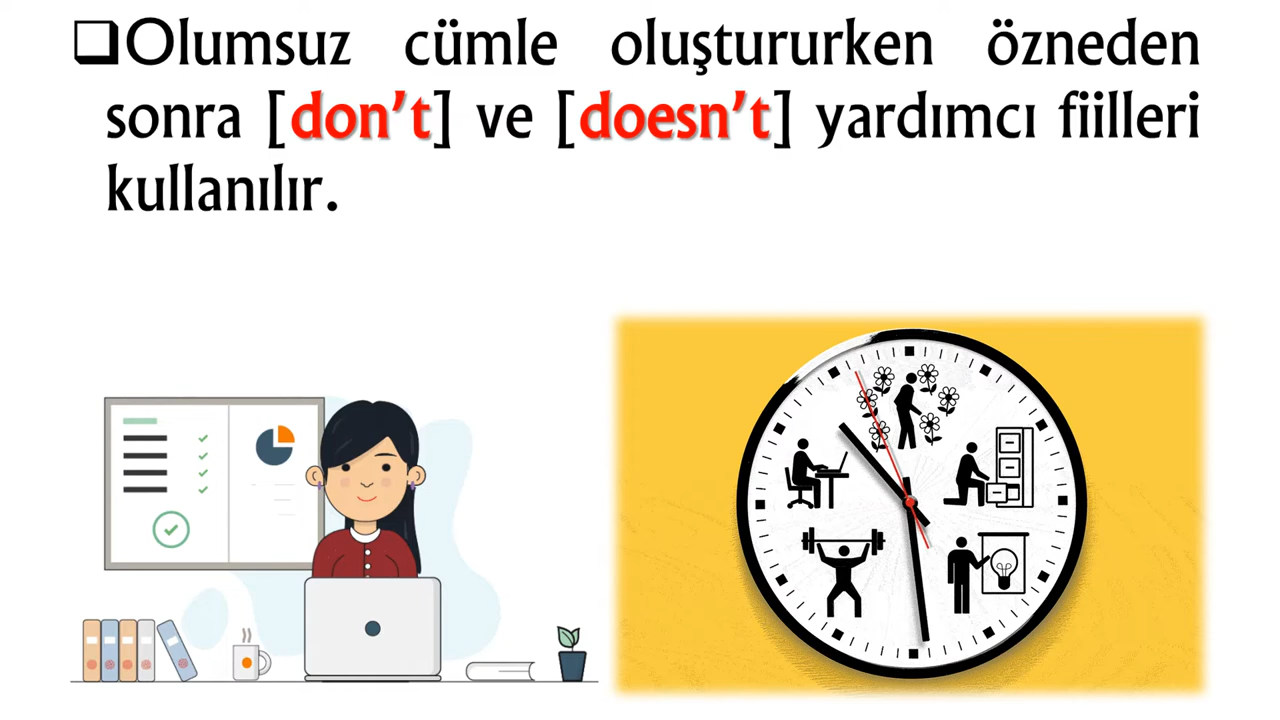 ❑Olumsuz cümle oluştururken özneden
sonra [don’t] ve [doesn’t] yardımcı fiilleri
kullanılır.